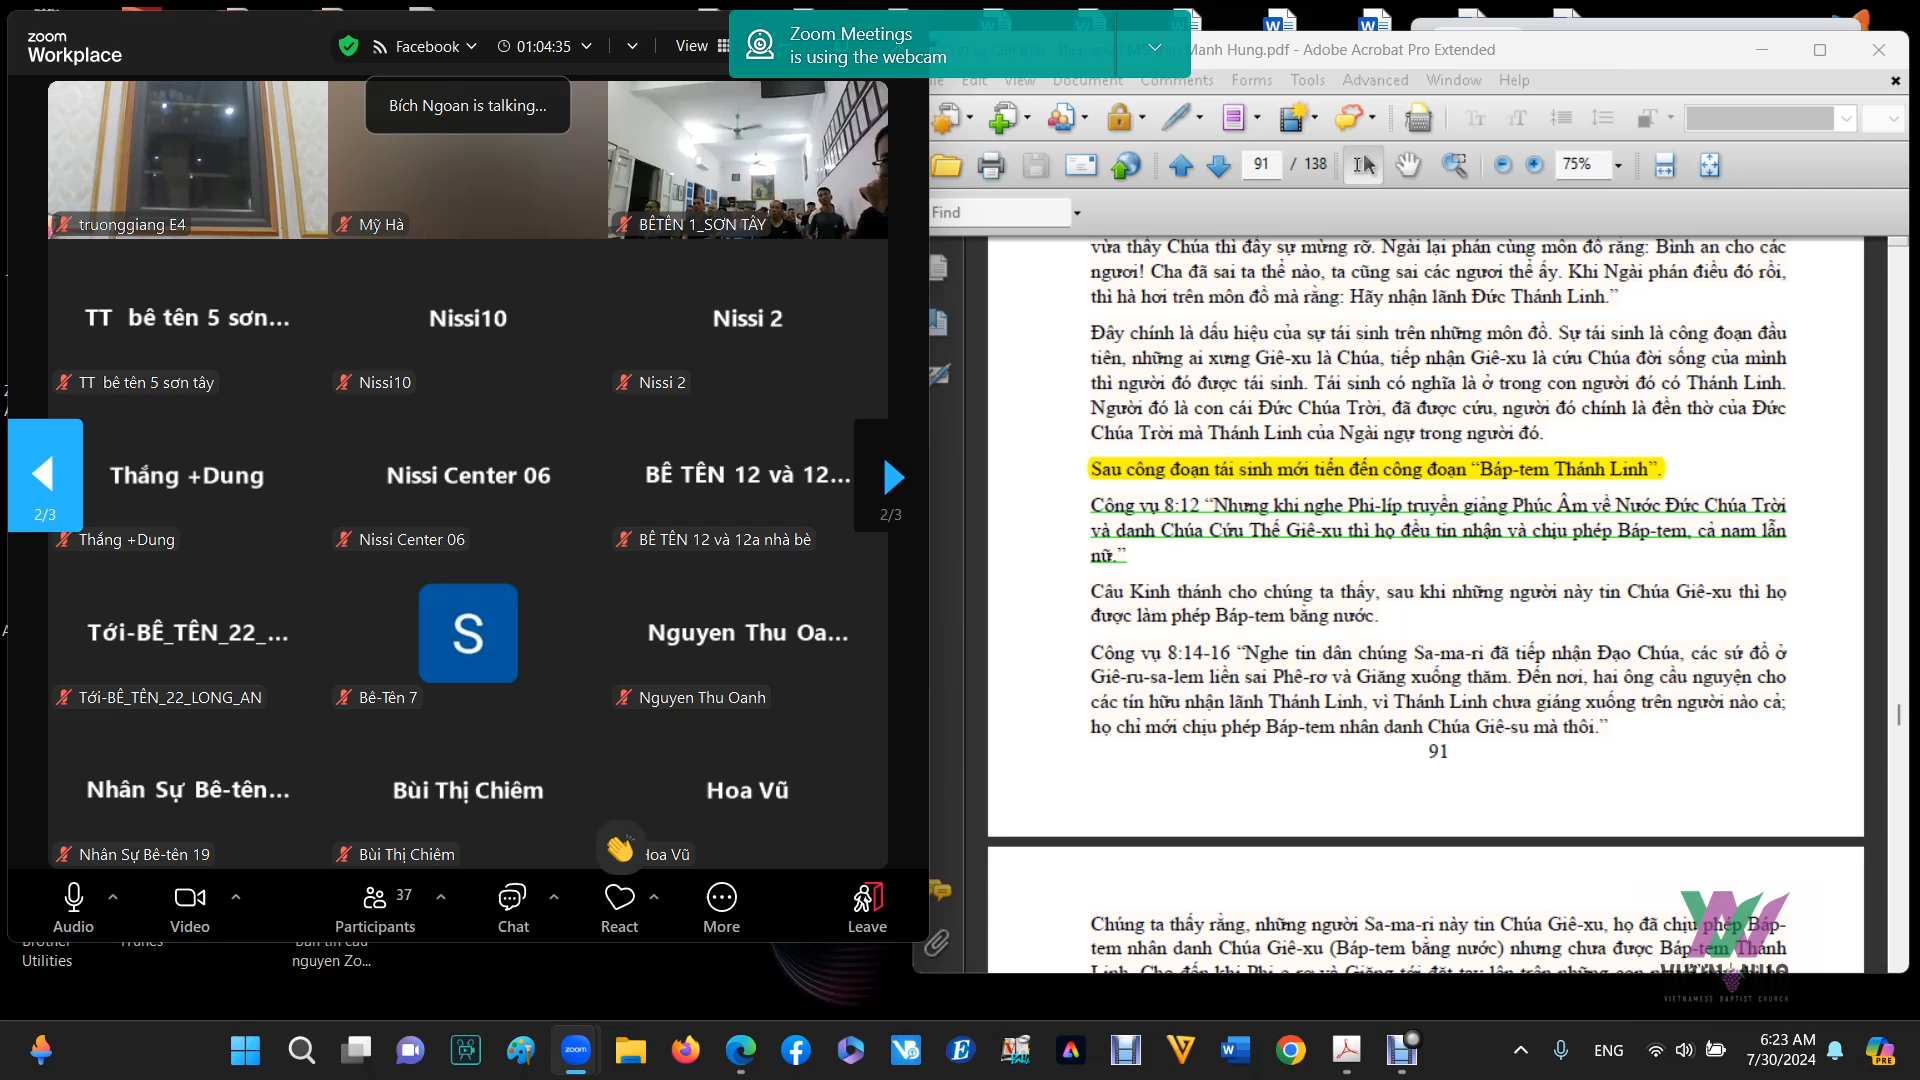 zoom
Workplace
Facebook
01:04:35
View
Zoom Meetings
is using the webcam
Manh Hung.pdf - Adobe Acrobat Pro Extended
Edit View Document Comments Forms Tools Advanced Window Help
91 / 138
75%
Find
Bích Ngoan is talking...
truonggiang E4
Mỹ Hà
BÊTÊN 1_SƠN TÂY
TT bê tên 5 sơn...
Nissi10
Nissi 2
TT bê tên 5 sơn tây
Nissi10
Nissi 2
Thắng +Dung
Nissi Center 06
BÊ TÊN 12 và 12...
2/3
2/3
Thắng +Dung
Nissi Center 06
BÊ TÊN 12 và 12a nhà bè
Tới-BÊ_TÊN_22_...
S
Nguyen Thu Oa...
Tới-BÊ_TÊN_22_LONG_AN
Bê-Tên 7
Nguyen Thu Oanh
Nhân Sự Bê-tên...
Bùi Thị Chiêm
Hoa Vũ
Nhân Sự Bê-tên 19
Bùi Thị Chiêm
Hoa Vũ
Audio
Video
Participants
37
Chat
React
More
Leave
vừa thấy Chúa thì đầy sự mừng rỡ. Ngài lại phán cùng môn đồ rằng: Bình an cho các
ngươi! Cha đã sai ta thể nào, ta cũng sai các ngươi thể ấy. Khi Ngài phán điều đó rồi,
thì hà hơi trên môn đồ mà rằng: Hãy nhận lãnh Đức Thánh Linh.”
Đây chính là dấu hiệu của sự tái sinh trên những môn đồ. Sự tái sinh là công đoạn đầu
tiên, những ai xưng Giê-xu là Chúa, tiếp nhận Giê-xu là cứu Chúa đời sống của mình
thì người đó được tái sinh. Tái sinh có nghĩa là ở trong con người đó có Thánh Linh.
Người đó là con cái Đức Chúa Trời, đã được cứu, người đó chính là đền thờ của Đức
Chúa Trời mà Thánh Linh của Ngài ngự trong người đó.
Sau công đoạn tái sinh mới tiến đến công đoạn “Báp-tem Thánh Linh”.
Công vụ 8:12 “Nhưng khi nghe Phi-líp truyền giảng Phúc Âm về Nước Đức Chúa Trời
và danh Chúa Cứu Thế Giê-xu thì họ đều tin nhận và chịu phép Báp-tem, cả nam lẫn
nữ.”
Câu Kinh thánh cho chúng ta thấy, sau khi những người này tin Chúa Giê-xu thì họ
được làm phép Báp-tem bằng nước.
Công vụ 8:14-16 “Nghe tin dân chúng Sa-ma-ri đã tiếp nhận Đạo Chúa, các sứ đồ ở
Giê-ru-sa-lem liền sai Phê-rơ và Giăng xuống thăm. Đến nơi, hai ông cầu nguyện cho
các tín hữu nhận lãnh Thánh Linh, vì Thánh Linh chưa giáng xuống trên người nào cả;
họ chỉ mới chịu phép Báp-tem nhân danh Chúa Giê-su mà thôi.”
91
Chúng ta thấy rằng, những người Sa-ma-ri này tin Chúa Giê-xu, họ đã chịu phép Báp-
tem nhân danh Chúa Giê-xu (Báp-tem bằng nước) nhưng chưa được Báp-tem Thánh
VIETNAMESE BAPTIST CHURCH
Brother
Utilities
iTunes
Ban tin cau
nguyen Zo...
zoom
ENG
6:23 AM
7/30/2024
PRE